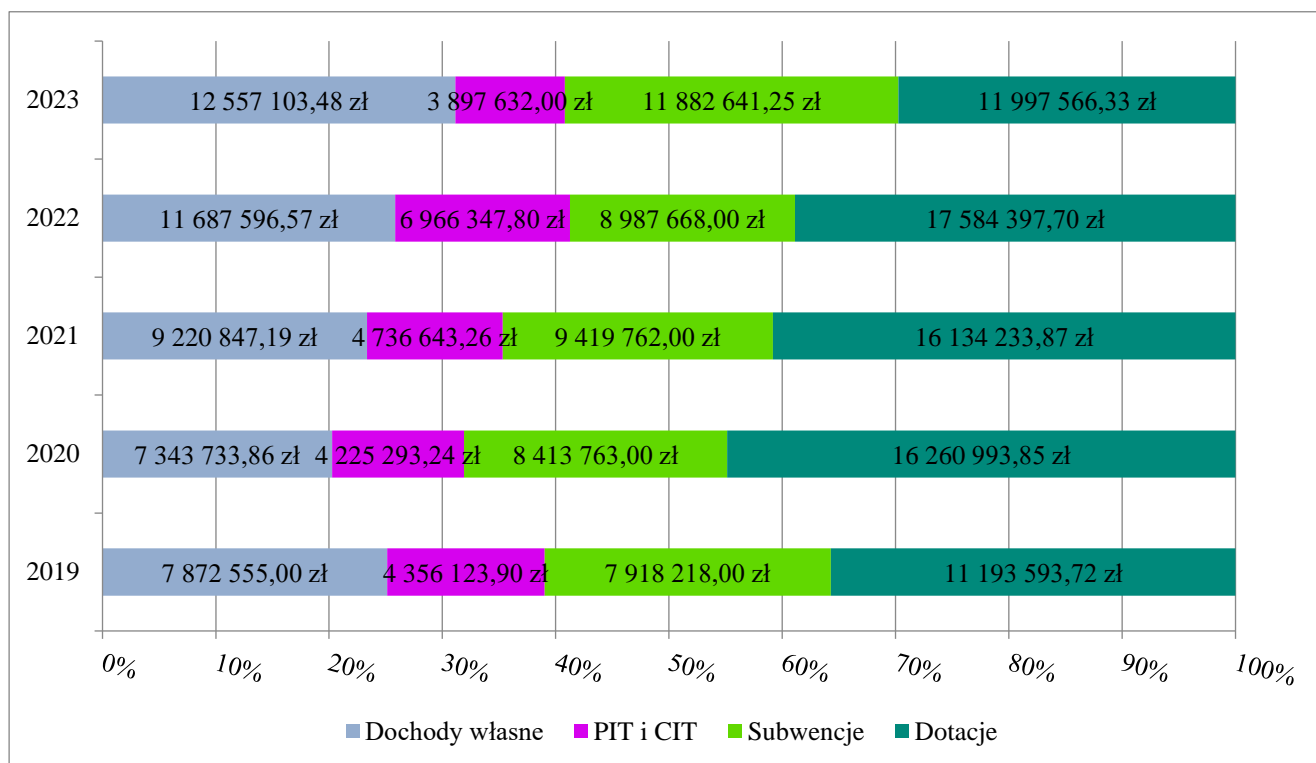 2023 12 557 103,48 zł 3 897 632,00 zł 11 882 641,25 zł 11 997 566,33 zł
2022 11 687 596,57 zł 6 966 347,80 zł 8 987 668,00 zł 17 584 397,70 zł
2021 9 220 847,19 zł 4 736 643,26 zł 9 419 762,00 zł 16 134 233,87 zł
2020 7 343 733,86 zł 4 225 293,24 zł 8 413 763,00 zł 16 260 993,85 zł
2019 7 872 555,00 zł 4 356 123,90 zł 7 918 218,00 zł 11 193 593,72 zł
0% 10% 20% 30% 40% 50% 60% 70% 80% 90% 100%
Dochody własne PIT i CIT Subwencje Dotacje